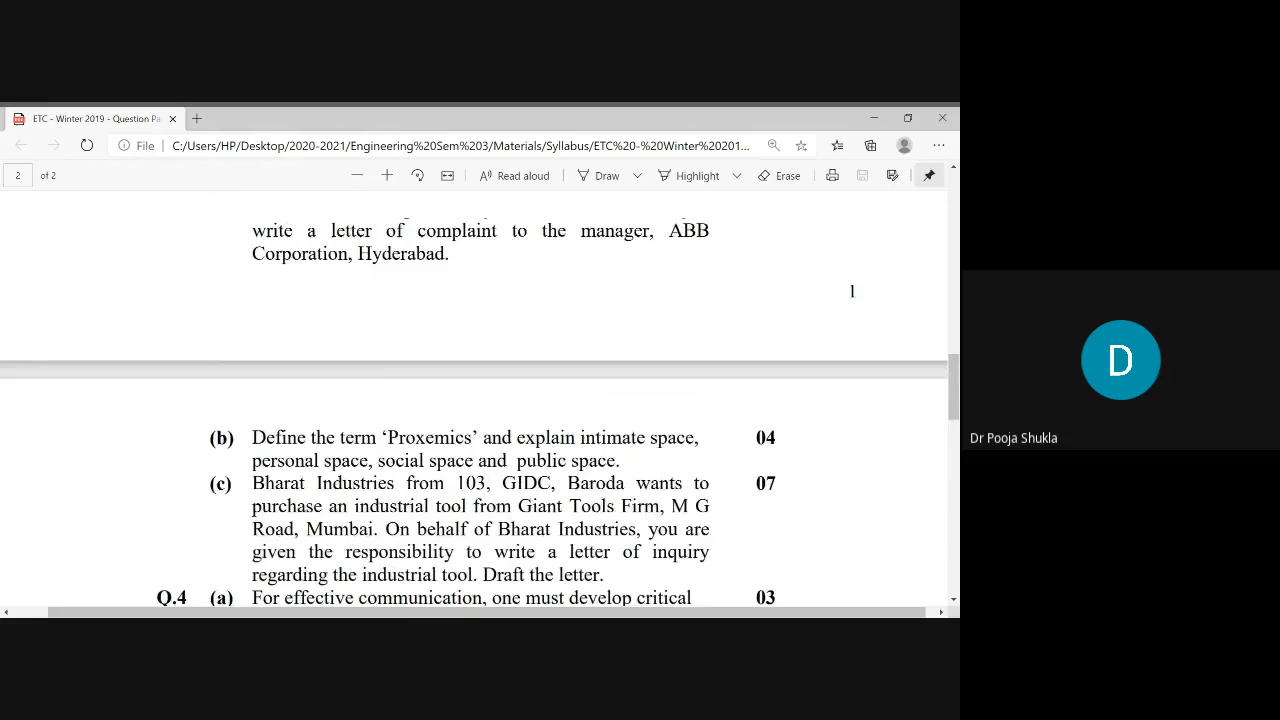 ETC - Winter 2019 - Question Pa
File
C:/Users/HP/Desktop/2020-2021/Engineering%20Sem%203/Materials/Syllabus/ETC%20-%20Winter%20201...
2 of 2
Read aloud
Draw
Highlight
Erase
write a letter of complaint to the manager, ABB
Corporation, Hyderabad.
1
(b) Define the term ‘Proxemics’ and explain intimate space, 04
personal space, social space and public space.
(c) Bharat Industries from 103, GIDC, Baroda wants to 07
purchase an industrial tool from Giant Tools Firm, M G
Road, Mumbai. On behalf of Bharat Industries, you are
given the responsibility to write a letter of inquiry
regarding the industrial tool. Draft the letter.
Q.4 (a) For effective communication, one must develop critical 03
D
Dr Pooja Shukla